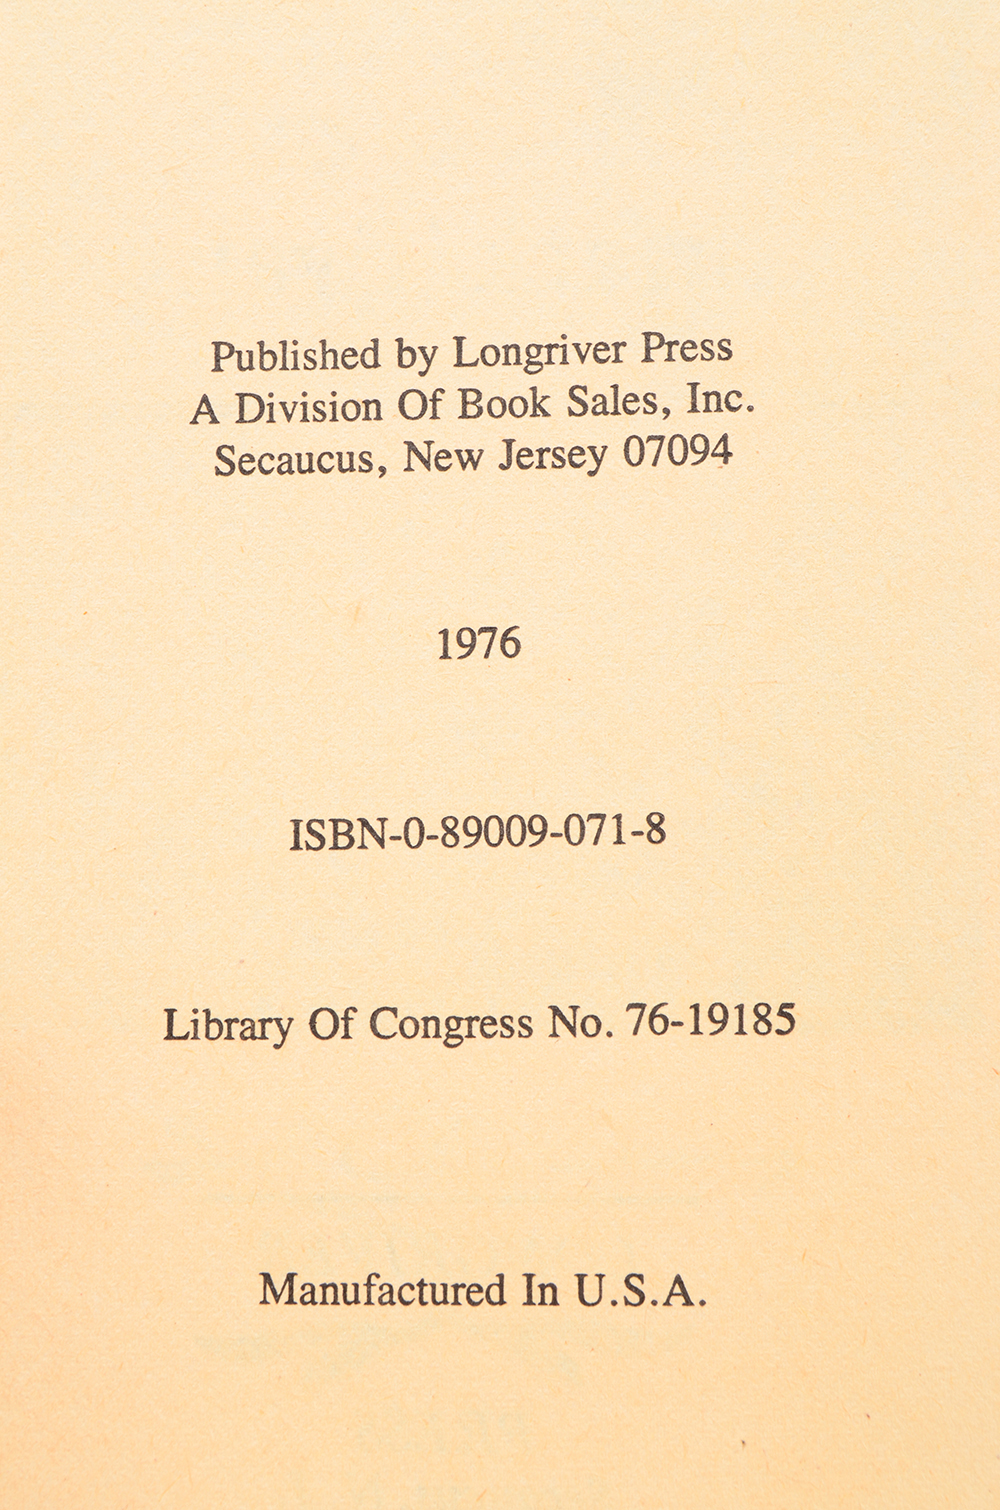 Published by Longriver Press
A Division Of Book Sales, Inc.
Secaucus, New Jersey 07094
1976
ISBN-0-89009-071-8
Library Of Congress No. 76-19185
Manufactured In U.S.A.